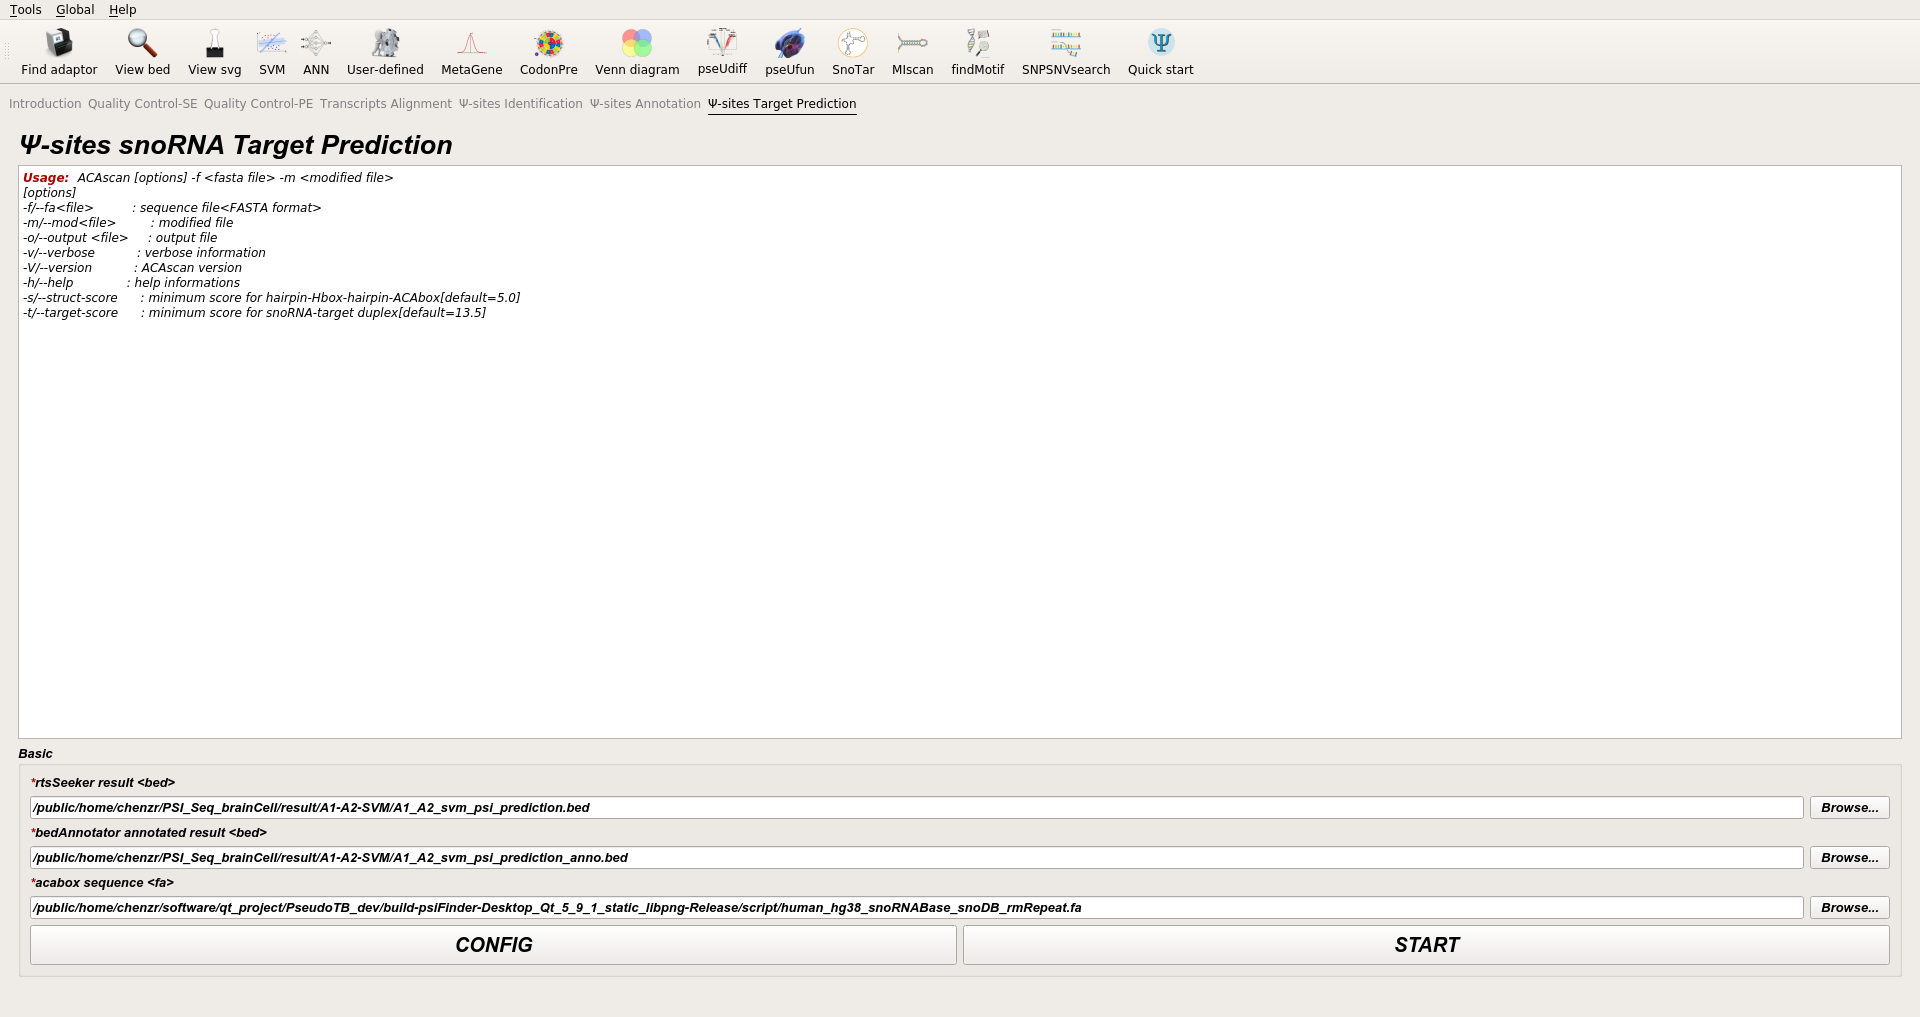 Tools Global Help
Find adaptor View bed View svg SVM ANN User-defined MetaGene CodonPre Venn diagram pseUdiff pseUfun SnoTar MIscan findMotif SNPSNVsearch Quick start
Introduction Quality Control-SE Quality Control-PE Transcripts Alignment Ψ-sites Identification Ψ-sites Annotation Ψ-sites Target Prediction
Ψ-sites snoRNA Target Prediction
Usage: ACAscan [options] -f <fasta file> -m <modified file>
[options]
-f/--fa<file> : sequence file<FASTA format>
-m/--mod<file> : modified file
-o/--output <file> : output file
-v/--verbose : verbose information
-V/--version : ACAscan version
-h/--help : help informations
-s/--struct-score : minimum score for hairpin-Hbox-hairpin-ACAbox[default=5.0]
-t/--target-score : minimum score for snoRNA-target duplex[default=13.5]
Basic
*rtsSeeker result <bed>
/public/home/chenzr/PSI_Seq_brainCell/result/A1-A2-SVM/A1_A2_svm_psi_prediction.bed Browse...
*bedAnnotator annotated result <bed>
/public/home/chenzr/PSI_Seq_brainCell/result/A1-A2-SVM/A1_A2_svm_psi_prediction_anno.bed Browse...
*acabox sequence <fa>
/public/home/chenzr/software/qt_project/PseudoTB_dev/build-psiFinder-Desktop_Qt_5_9_1_static_libpng-Release/script/human_hg38_snoRNABase_snoDB_rmRepeat.fa Browse...
CONFIG START